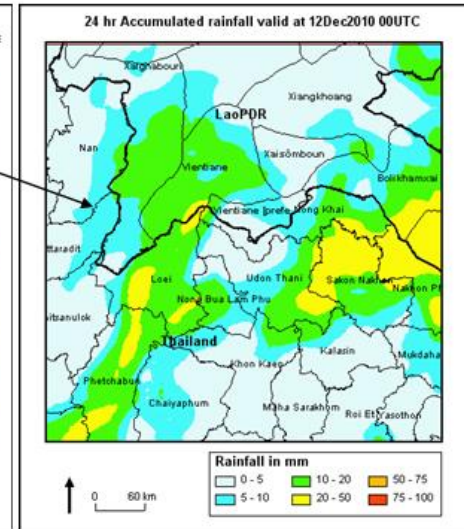 24 hr Accumulated rainfall valid at 12Dec2010 00UTC
Xaignabouri
Xiangkhoang
LaoPDR
Nan
Xaisômboun
Vientiane
Bolikhamxai
Vientiane [prefe Nong Khai
ttaradit
Loei
Udon Thani
Sakon Nakhon
Nakhon Ph
Nong Bua Lam Phu
itsanulok
Thailand
Khon Kaen
Kalasin
Mukdaha
Phetchabun
Chaiyaphum
Maha Sarakham
Roi Et
Yasothon
Rainfall in mm
0 - 5
10 - 20
50 - 75
5 - 10
20 - 50
75 - 100
0 60 km